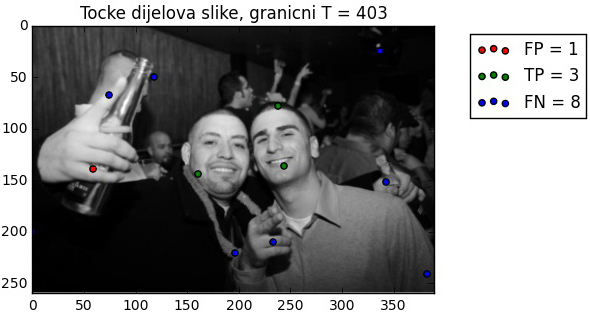 Tocke dijelova slike, granicni T = 403
0
50
100
150
200
250
0 50 100 150 200 250 300 350
FP = 1
TP = 3
FN = 8